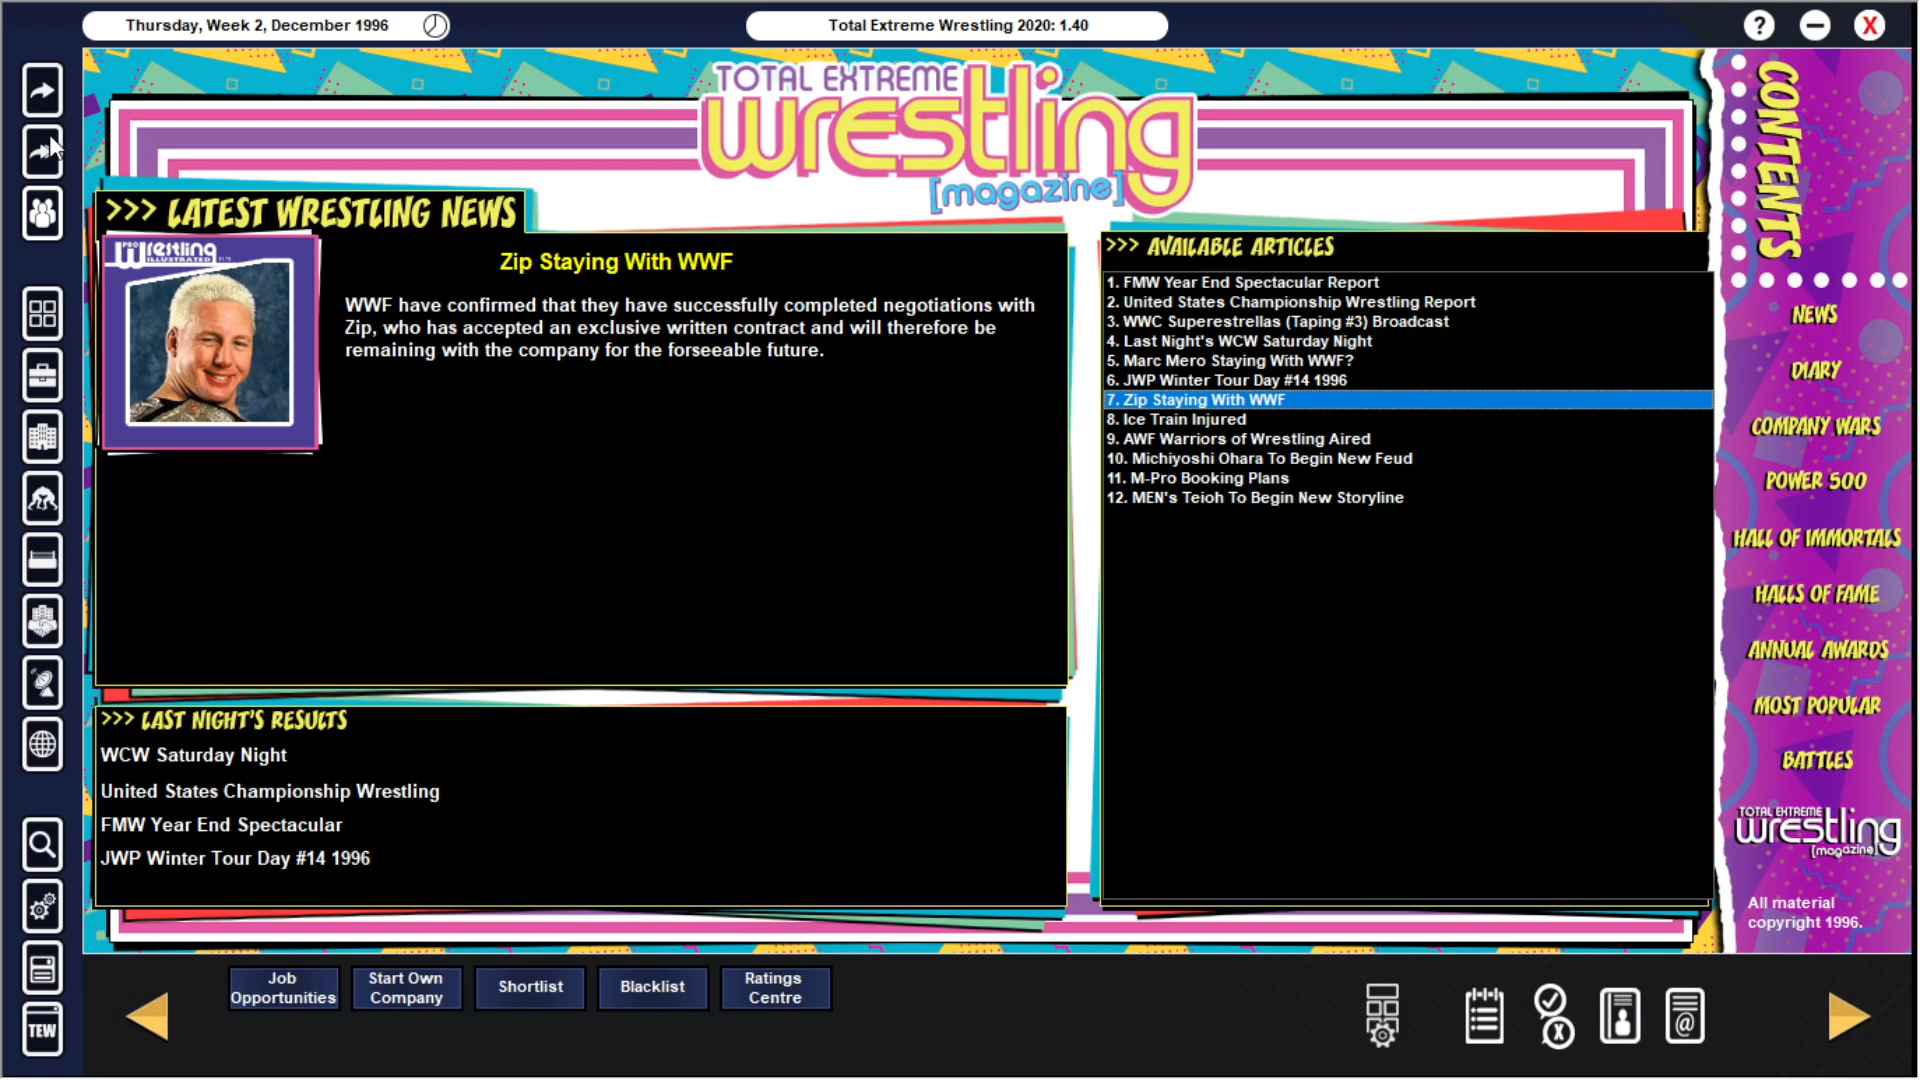 Thursday, Week 2, December 1996
Total Extreme Wrestling 2020: 1.40
?
X
TOTAL EXTREME
wrestling
[magazine]
CONTENTS
>>> LATEST WRESTLING NEWS
PRO
Wrestling
ILLUSTRATED
Zip Staying With WWF
WWF have confirmed that they have successfully completed negotiations with
Zip, who has accepted an exclusive written contract and will therefore be
remaining with the company for the forseeable future.
>>> AVAILABLE ARTICLES
1. FMW Year End Spectacular Report
2. United States Championship Wrestling Report
3. WWC Superestrellas (Taping #3) Broadcast
4. Last Night's WCW Saturday Night
5. Marc Mero Staying With WWF?
6. JWP Winter Tour Day #14 1996
7. Zip Staying With WWF
8. Ice Train Injured
9. AWF Warriors of Wrestling Aired
10. Michiyoshi Ohara To Begin New Feud
11. M-Pro Booking Plans
12. MEN's Teioh To Begin New Storyline
NEWS
DIARY
COMPANY WARS
POWER 500
HALL OF IMMORTALS
HALLS OF FAME
ANNUAL AWARDS
MOST POPULAR
BATTLES
TOTAL EXTREME
wrestling
[magazine]
All material
copyright 1996.
>>> LAST NIGHT'S RESULTS
WCW Saturday Night
United States Championship Wrestling
FMW Year End Spectacular
JWP Winter Tour Day #14 1996
TEW
Job
Opportunities
Start Own
Company
Shortlist
Blacklist
Ratings
Centre
X
@